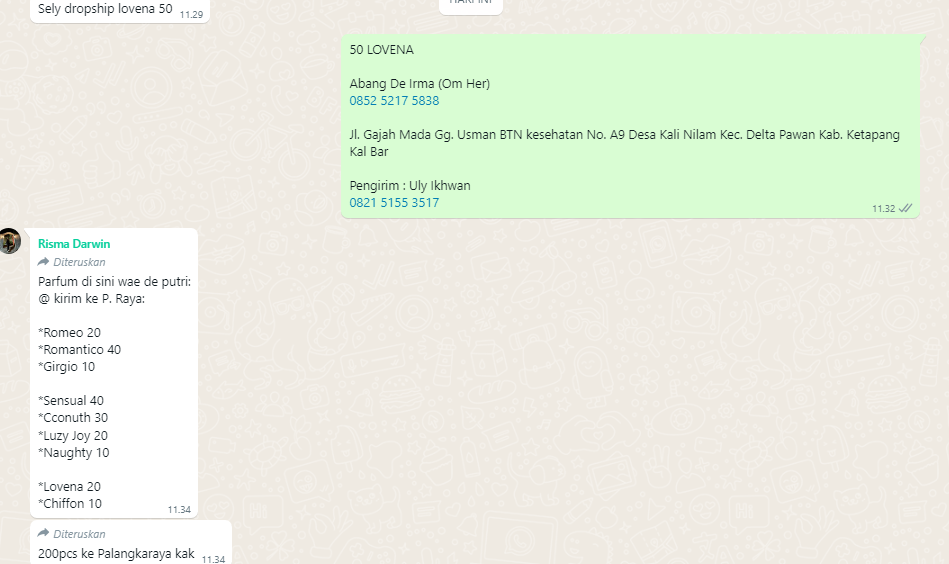 HARI INI
Sely dropship lovena 50 11.29
50 LOVENA
Abang De Irma (Om Her)
0852 5217 5838
Jl. Gajah Mada Gg. Usman BTN kesehatan No. A9 Desa Kali Nilam Kec. Delta Pawan Kab. Ketapang
Kal Bar
Pengirim : Uly Ikhwan
0821 5155 3517
11.32
Risma Darwin
Diteruskan
Parfum di sini wae de putri:
@ kirim ke P. Raya:
*Romeo 20
*Romantico 40
*Girgio 10
*Sensual 40
*Cconuth 30
*Luzy Joy 20
*Naughty 10
*Lovena 20
*Chiffon 10
11.34
Diteruskan
200pcs ke Palangkaraya kak 11.34